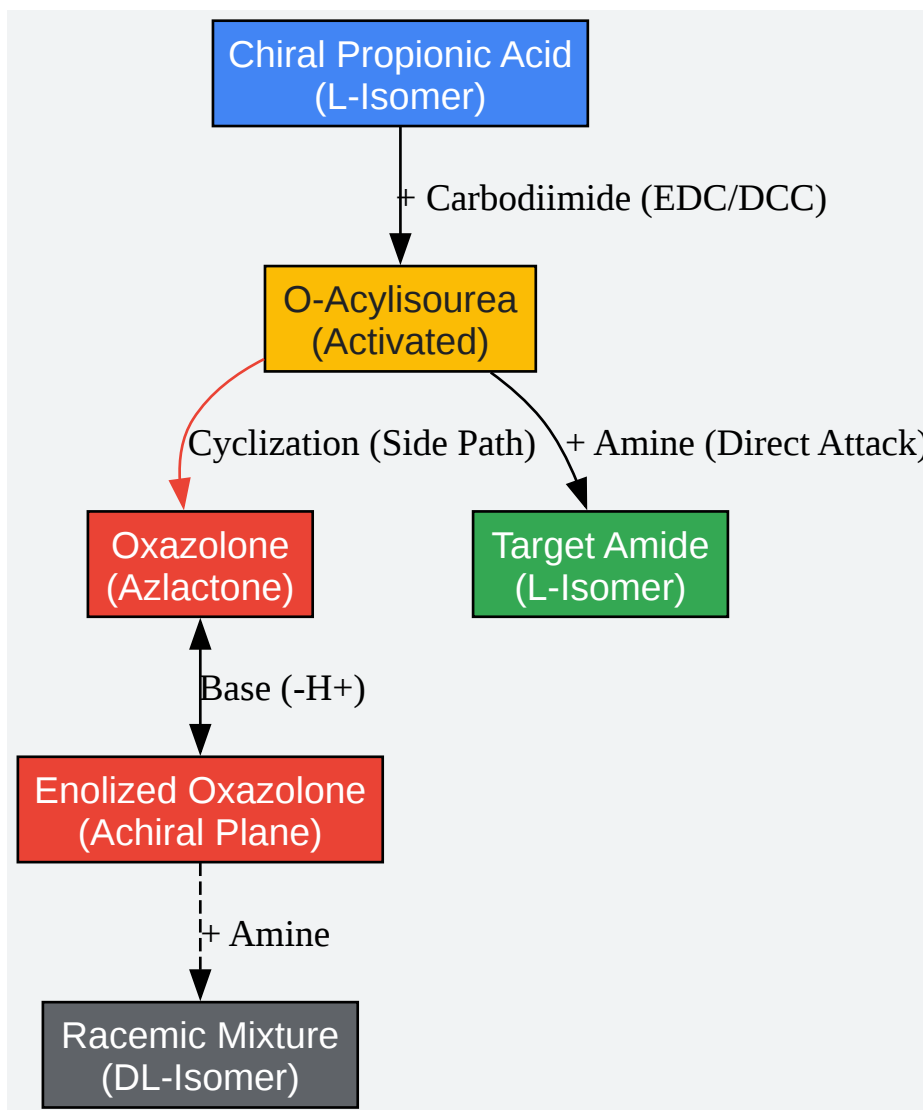 Chiral Propionic Acid
(L-Isomer)
+ Carbodiimide (EDC/DCC)
O-Acylisourea
(Activated)
Cyclization (Side Path)
+ Amine (Direct Attack)
Oxazolone
(Azlactone)
Target Amide
(L-Isomer)
Base (-H+)
Enolized Oxazolone
(Achiral Plane)
+ Amine
Racemic Mixture
(DL-Isomer)